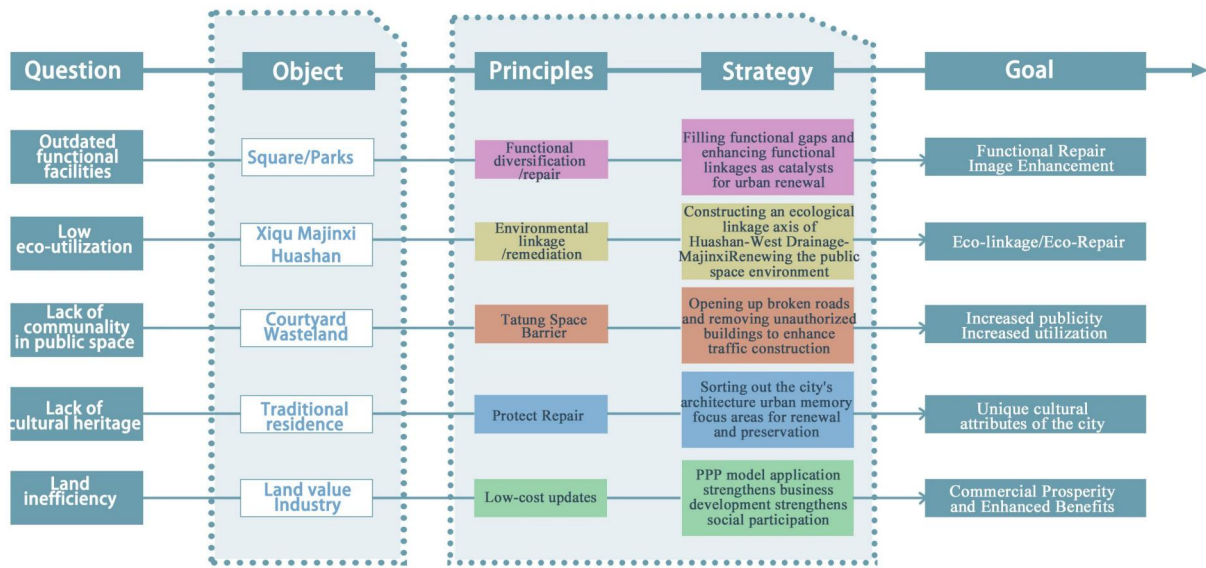 Question
Object
Principles
Strategy
Goal
Outdated
functional
facilities
Square/Parks
Functional
diversification
/repair
Filling functional gaps and
enhancing functional
linkages as catalysts
for urban renewal
Functional Repair
Image Enhancement
Low
eco-utilization
Xiqu Majinxi
Huashan
Environmental
linkage
/remediation
Constructing an ecological
linkage axis of
Huashan-West Drainage-
MajinxiRenewing the public
space environment
Eco-linkage/Eco-Repair
Lack of
communality
in public space
Courtyard
Wasteland
Tatung Space
Barrier
Opening up broken roads
and removing unauthorized
buildings to enhance
traffic construction
Increased publicity
Increased utilization
Lack of
cultural heritage
Traditional
residence
Protect Repair
Sorting out the city's
architecture urban memory
focus areas for renewal
and preservation
Unique cultural
attributes of the city
Land
inefficiency
Land value
Industry
Low-cost updates
PPP model application
strengthens business
development strengthens
social participation
Commercial Prosperity
and Enhanced Benefits